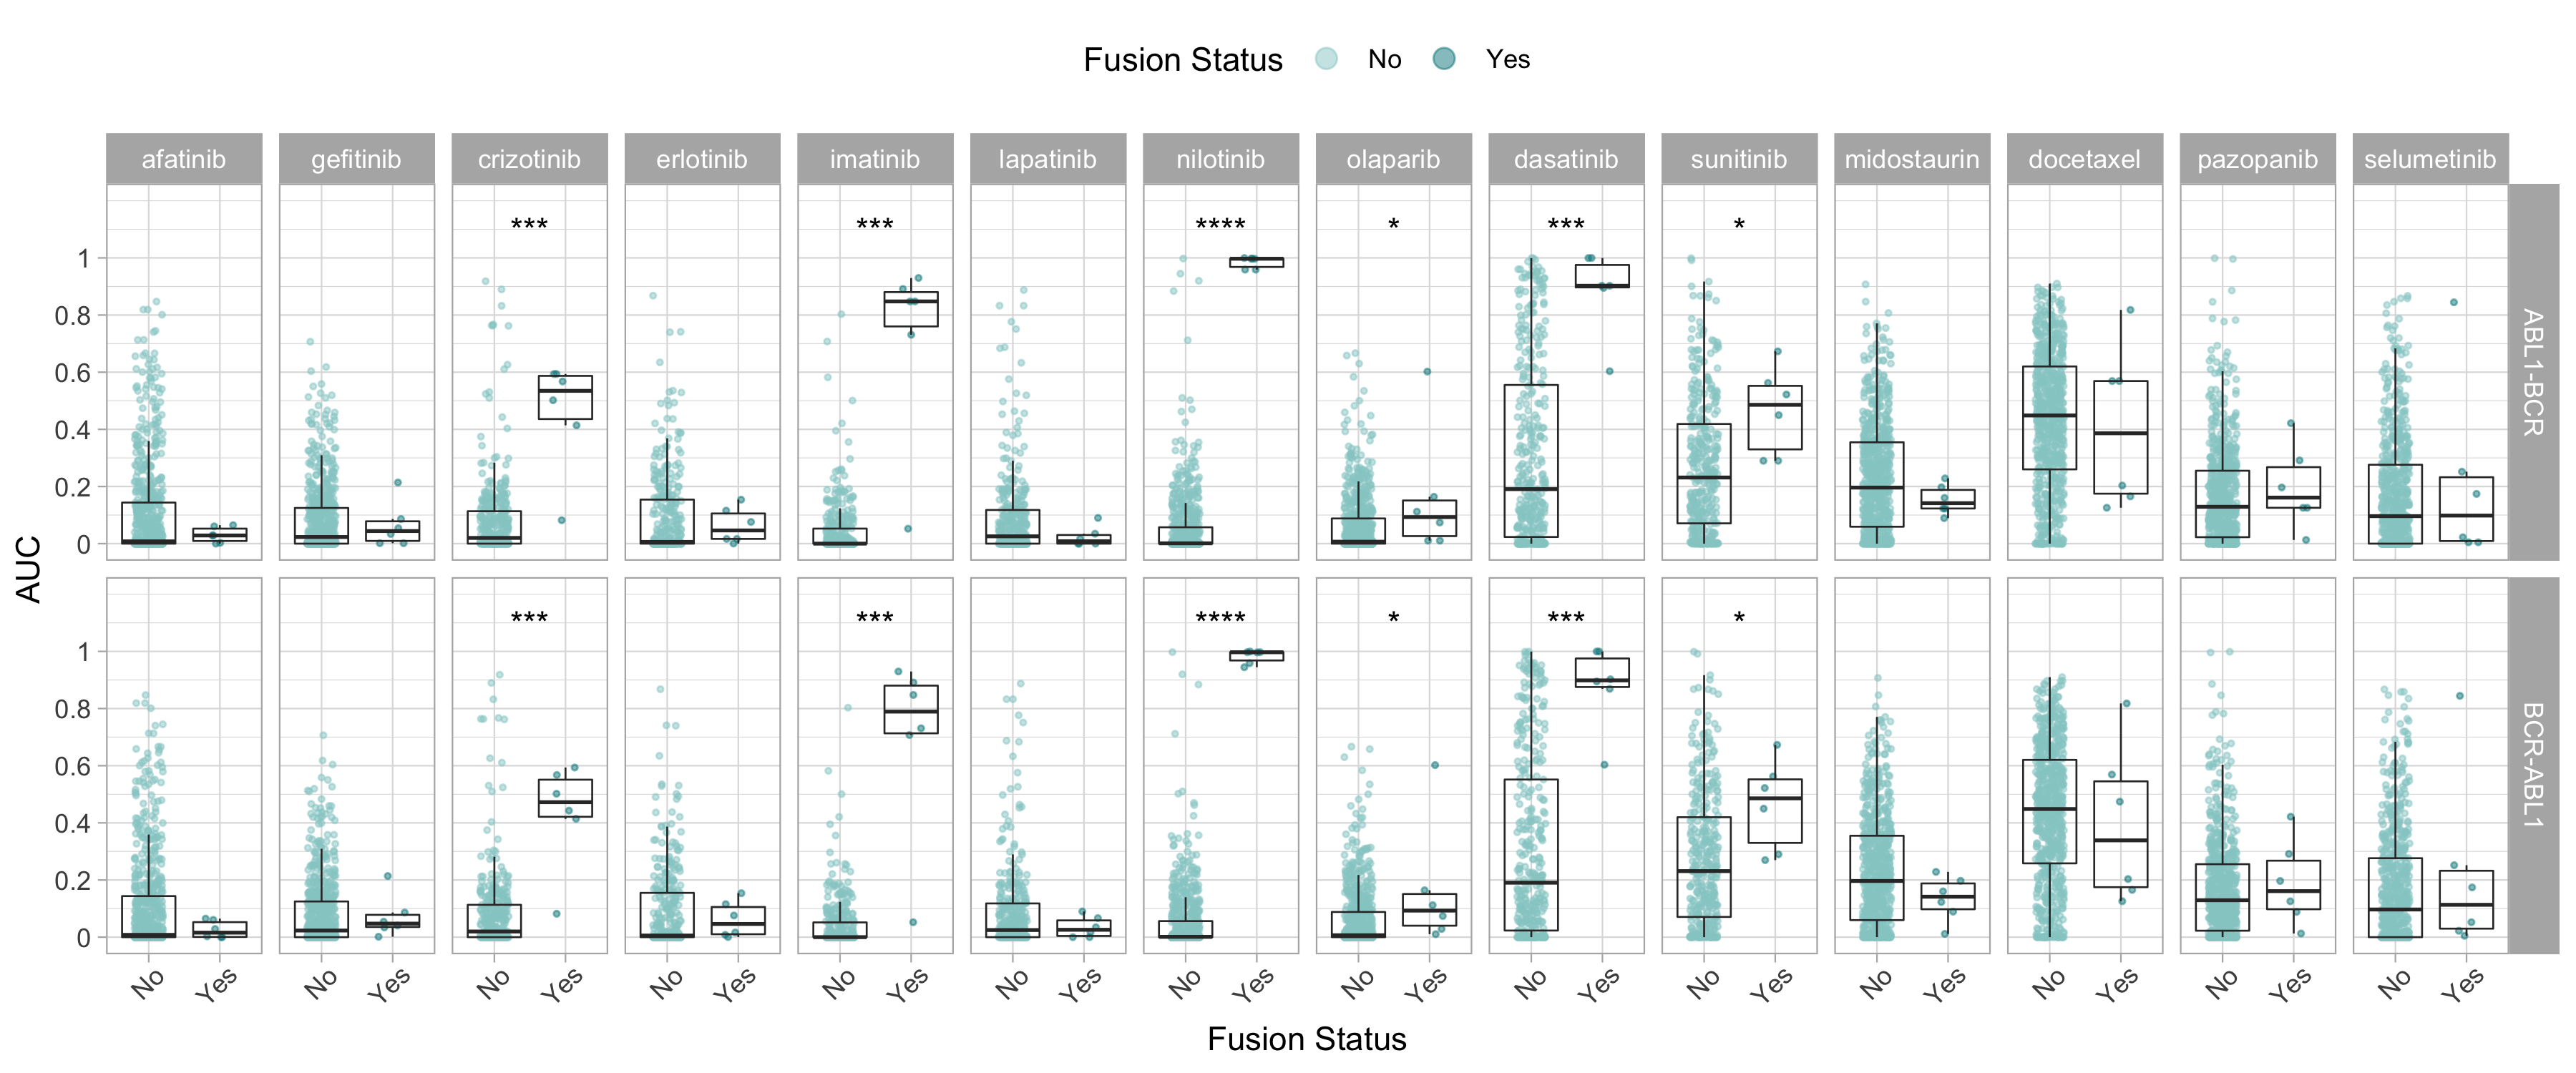 Fusion Status No Yes
afatinib gefitinib crizotinib erlotinib imatinib lapatinib nilotinib olaparib dasatinib sunitinib midostaurin docetaxel pazopanib selumetinib
*** *** **** * *** *
1
0.8
0.6
0.4
0.2
0
ABL1-BCR
AUC
*** *** **** * *** *
1
0.8
0.6
0.4
0.2
0
BCR-ABL1
No Yes No Yes No Yes No Yes No Yes No Yes No Yes No Yes No Yes No Yes No Yes No Yes No Yes No Yes
Fusion Status